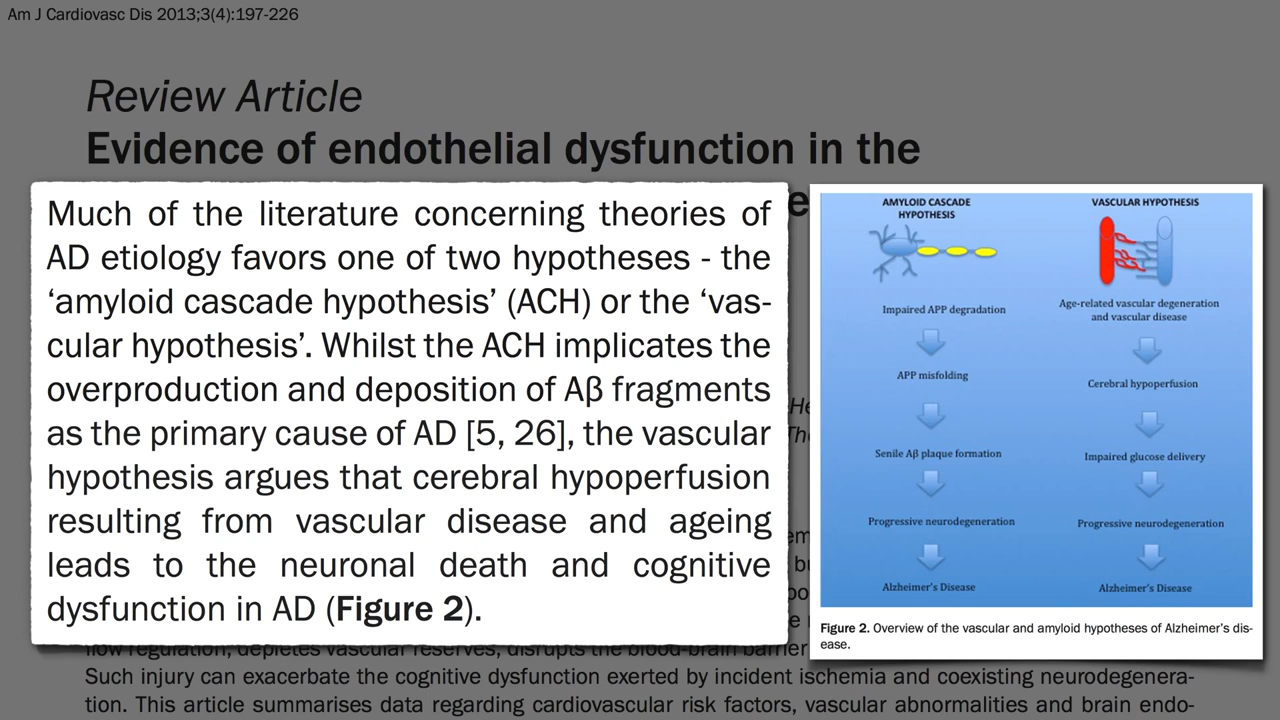 Am J Cardiovasc Dis 2013;3(4):197-226
Review Article
Evidence of endothelial dysfunction in the
Much of the literature concerning theories of
AD etiology favors one of two hypotheses - the
‘amyloid cascade hypothesis’ (ACH) or the ‘vas-
cular hypothesis’. Whilst the ACH implicates the
overproduction and deposition of Aβ fragments
as the primary cause of AD [5, 26], the vascular
hypothesis argues that cerebral hypoperfusion
resulting from vascular disease and ageing
leads to the neuronal death and cognitive
dysfunction in AD (Figure 2).
AMYLOID CASCADE
HYPOTHESIS
Impaired APP degradation
APP misfolding
Senile Aβ plaque formation
Progressive neurodegeneration
Alzheimer's Disease
VASCULAR HYPOTHESIS
Age-related vascular degeneration
and vascular disease
Cerebral hypoperfusion
Impaired glucose delivery
Progressive neurodegeneration
Alzheimer's Disease
Figure 2. Overview of the vascular and amyloid hypotheses of Alzheimer's dis-
ease.
flow regulation, depletes vascular reserves, disrupts the blood-brain barrier
Such injury can exacerbate the cognitive dysfunction exerted by incident ischemia and coexisting neurodegenera-
tion. This article summarises data regarding cardiovascular risk factors, vascular abnormalities and brain endo-